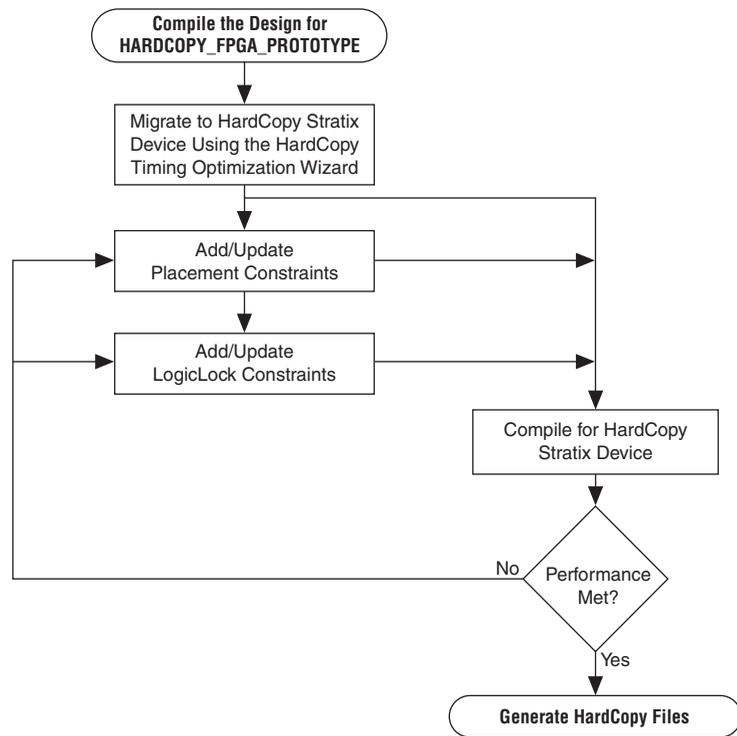 Compile the Design for
HARDCOPY_FPGA_PROTOTYPE
Migrate to HardCopy Stratix
Device Using the HardCopy
Timing Optimization Wizard
Add/Update
Placement Constraints
Add/Update
LogicLock Constraints
Compile for HardCopy
Stratix Device
No
Performance
Met?
Yes
Generate HardCopy Files